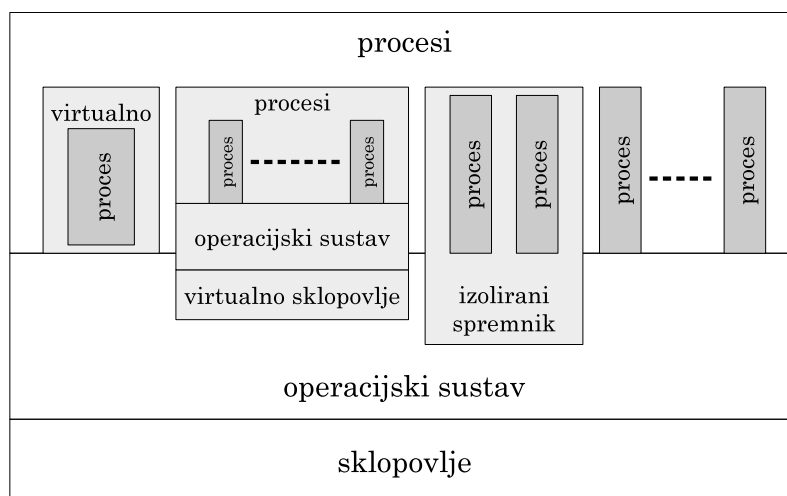 procesi
virtualno
proces
procesi
proces
proces
operacijski sustav
virtualno sklopovlje
proces
proces
izolirani
spremnik
proces
proces
operacijski sustav
sklopovlje